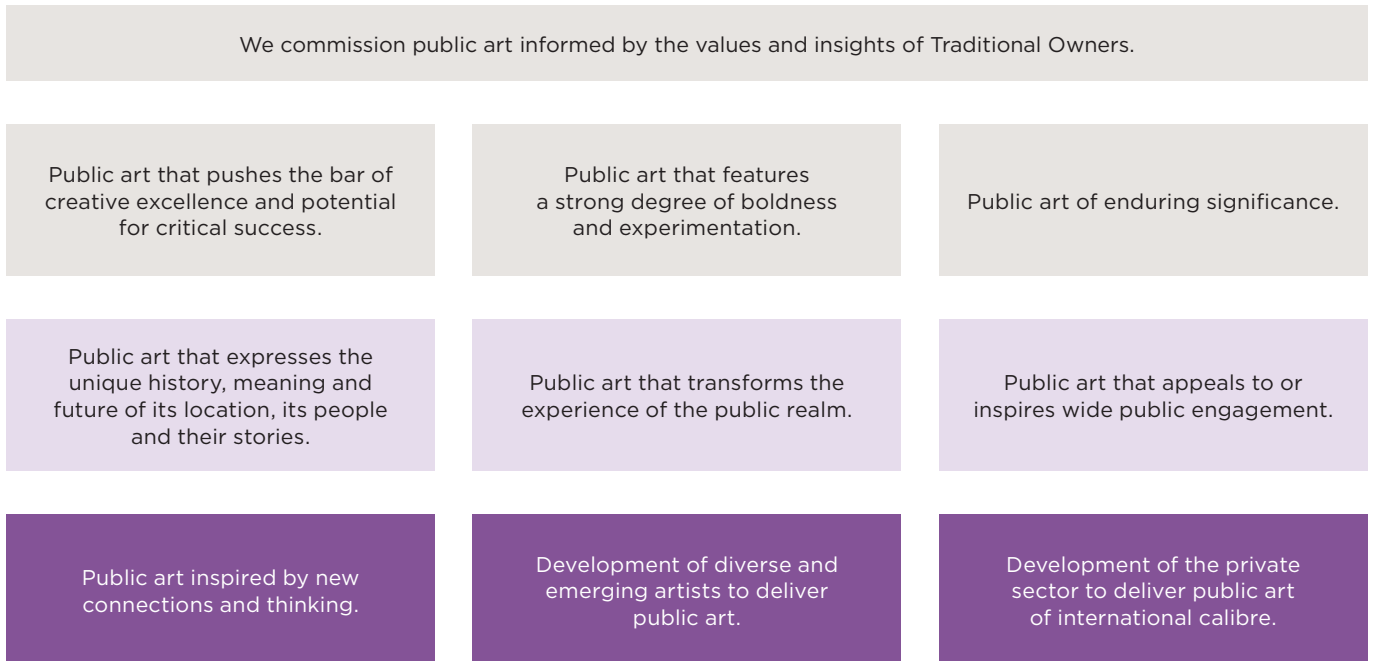 We commission public art informed by the values and insights of Traditional Owners.
Public art that pushes the bar of
creative excellence and potential
for critical success.
Public art that features
a strong degree of boldness
and experimentation.
Public art of enduring significance.
Public art that expresses the
unique history, meaning and
future of its location, its people
and their stories.
Public art that transforms the
experience of the public realm.
Public art that appeals to or
inspires wide public engagement.
Public art inspired by new
connections and thinking.
Development of diverse and
emerging artists to deliver
public art.
Development of the private
sector to deliver public art
of international calibre.